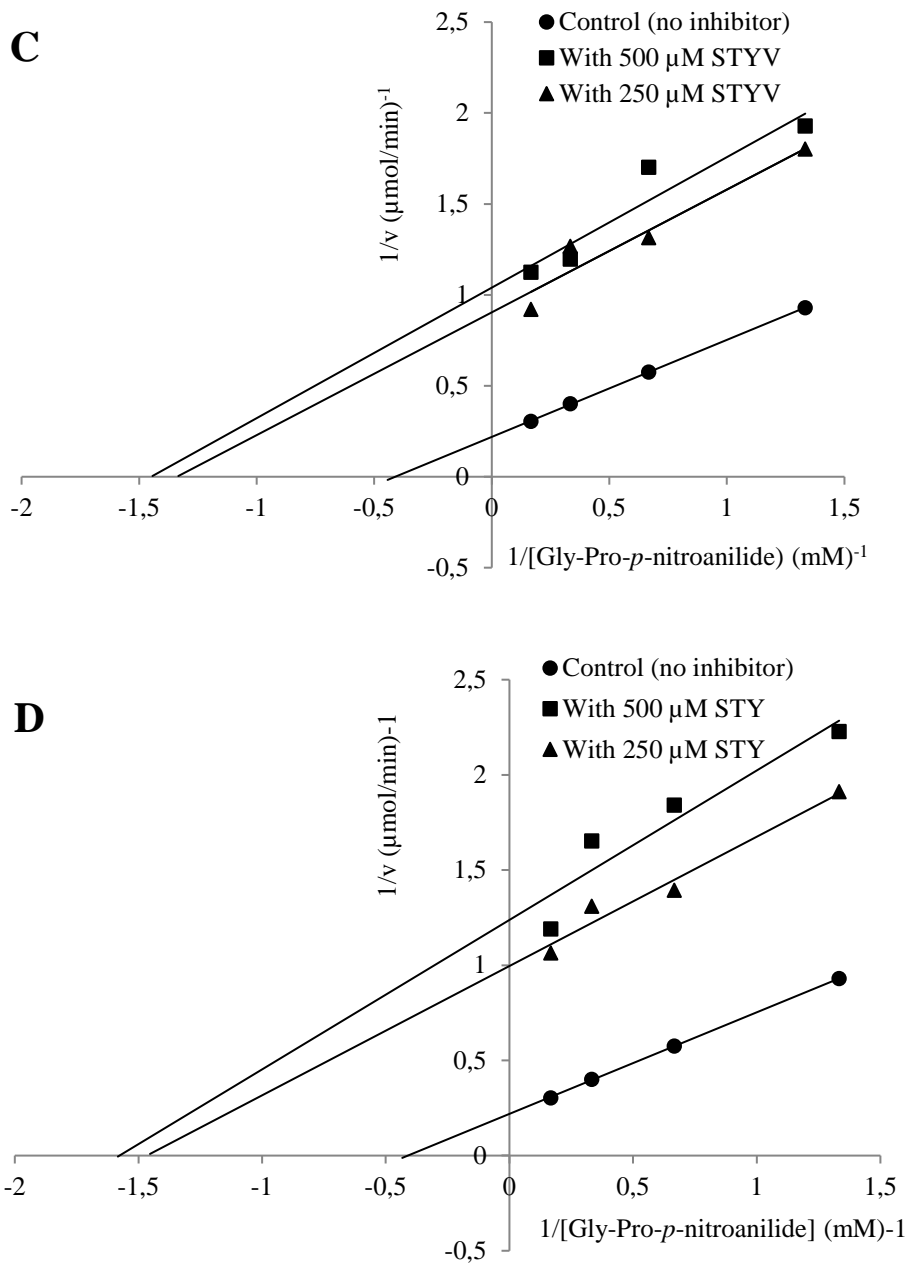 C
Control (no inhibitor)
With 500 µM STYV
With 250 µM STYV
1/v (µmol/min)-1
2,5
2
1,5
1
0,5
0
-0,5
-2
-1,5
-1
-0,5
0
0,5
1
1,5
1/[Gly-Pro-p-nitroanilide) (mM)-1
D
Control (no inhibitor)
With 500 µM STY
With 250 µM STY
1/v (µmol/min)-1
2,5
2
1,5
1
0,5
0
-0,5
-2
-1,5
-1
-0,5
0
0,5
1
1,5
1/[Gly-Pro-p-nitroanilide] (mM)-1